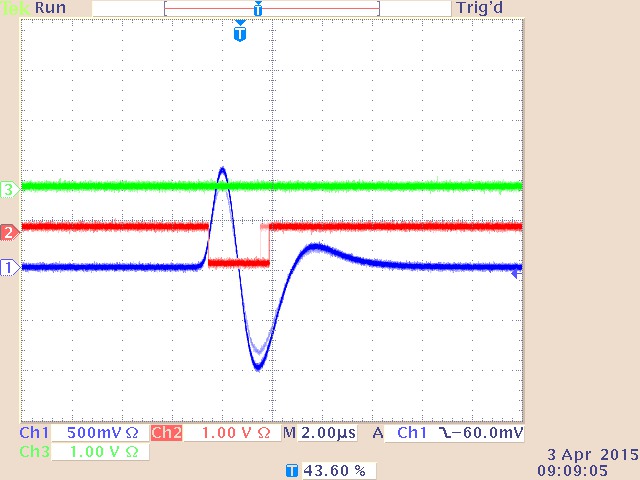 Tek Run Trig'd
T
T
3
2
1
Ch1 500mV Ω Ch2 1.00 V Ω M 2.00µs A Ch1 -60.0mV
Ch3 1.00 V Ω
T 43.60 %
3 Apr 2015
09:09:05